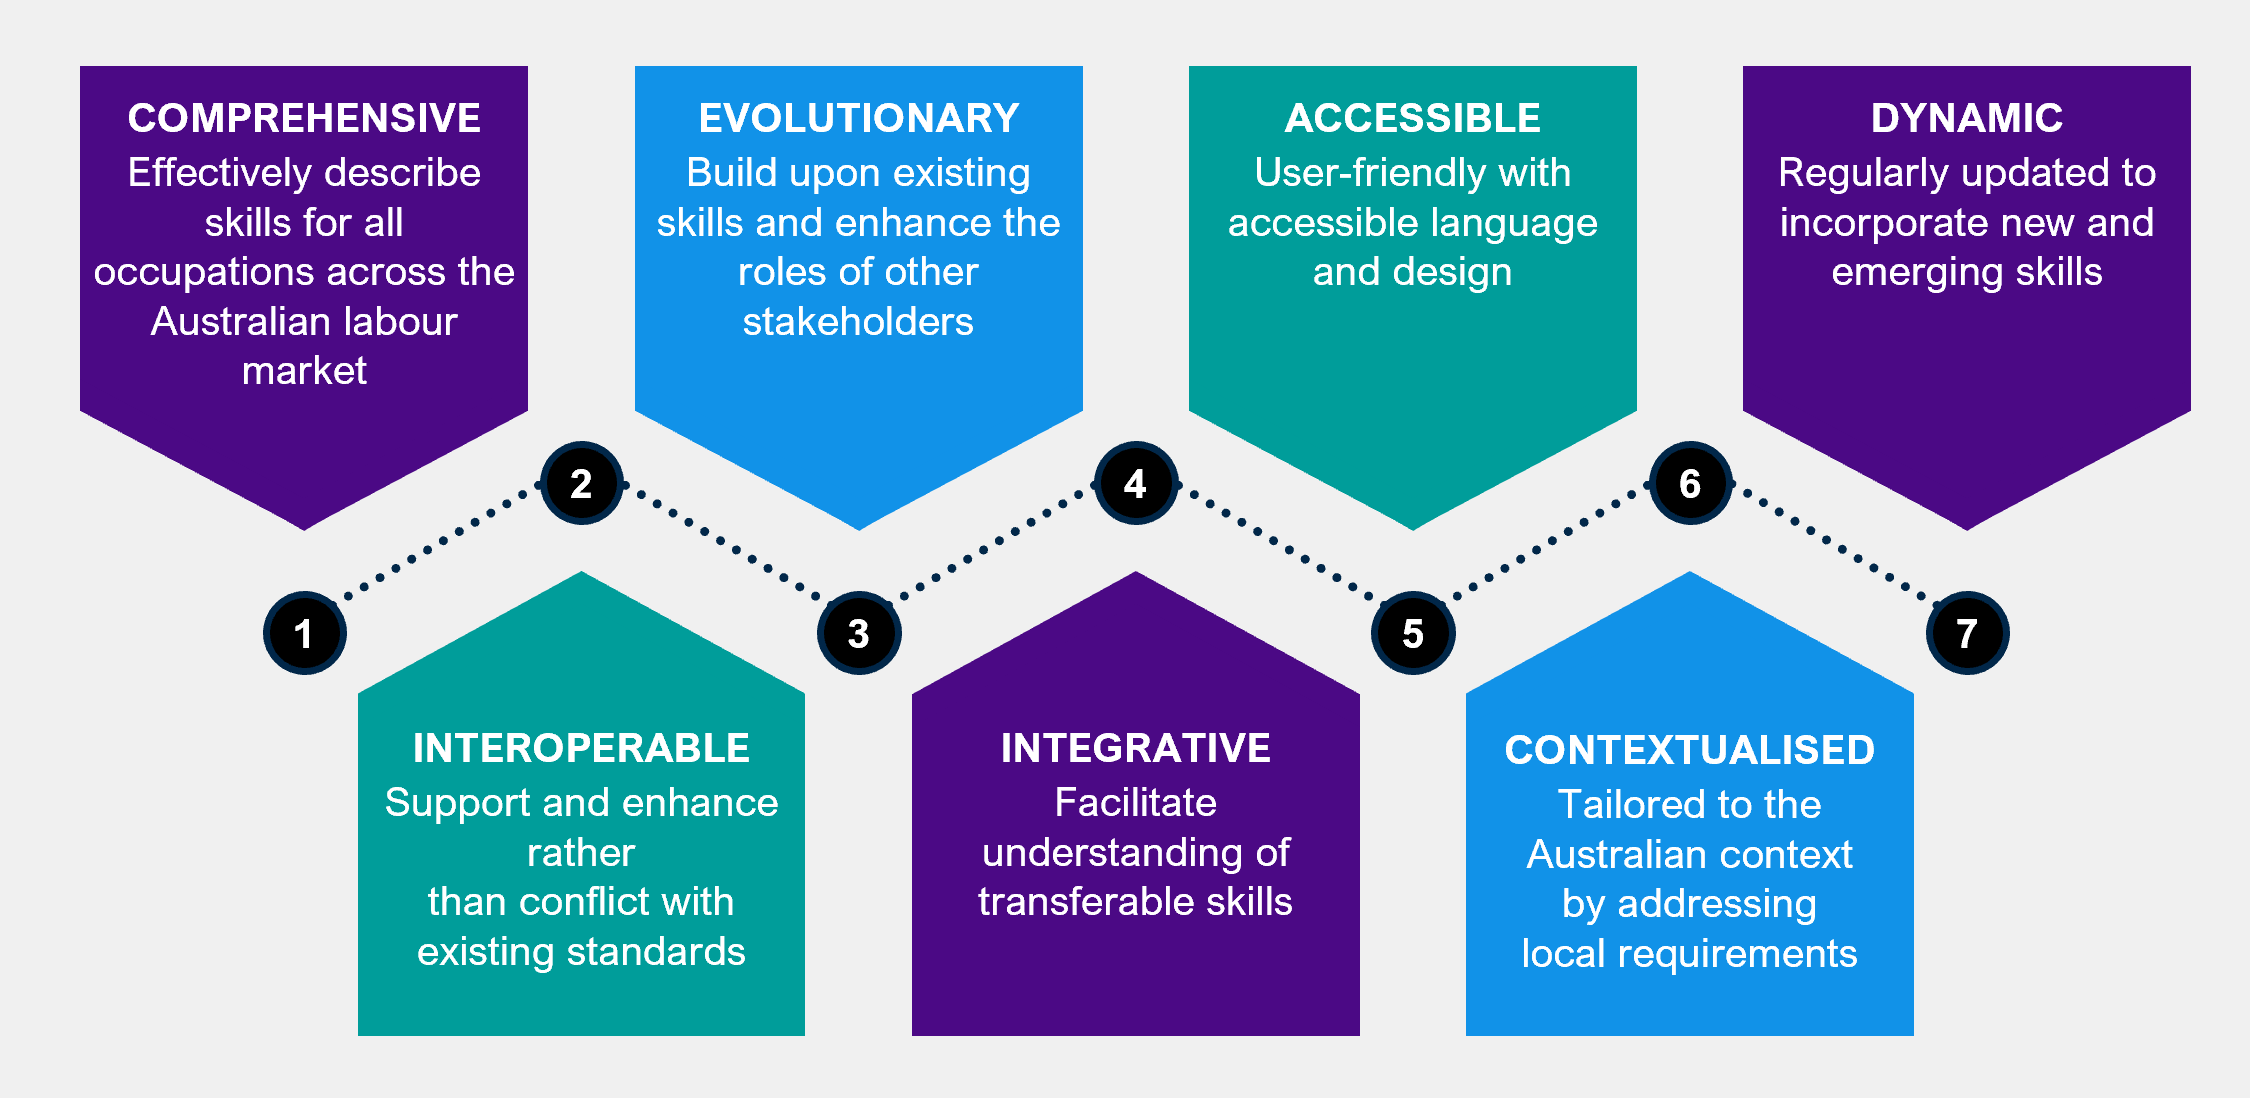 COMPREHENSIVE
Effectively describe
skills for all
occupations across the
Australian labour
market
EVOLUTIONARY
Build upon existing
skills and enhance the
roles of other
stakeholders
ACCESSIBLE
User-friendly with
accessible language
and design
DYNAMIC
Regularly updated to
incorporate new and
emerging skills
1
2
3
4
5
6
7
INTEROPERABLE
Support and enhance
rather
than conflict with
existing standards
INTEGRATIVE
Facilitate
understanding of
transferable skills
CONTEXTUALISED
Tailored to the
Australian context
by addressing
local requirements